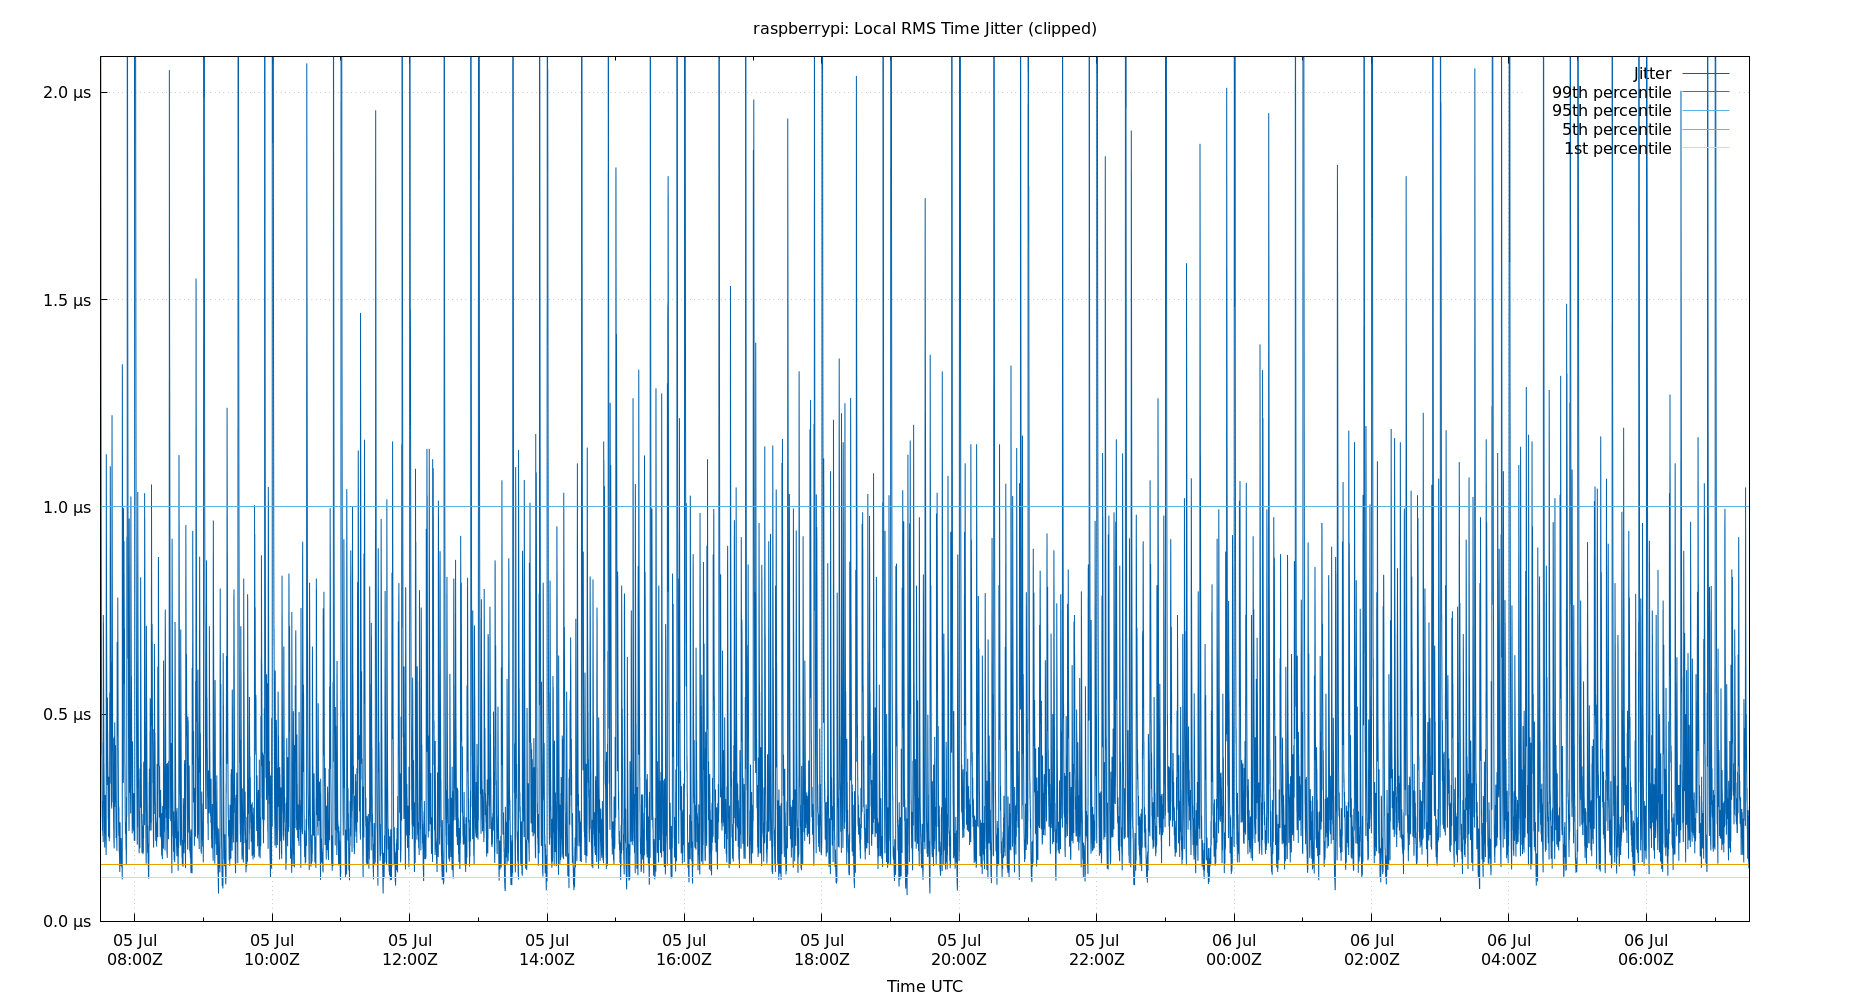 raspberrypi: Local RMS Time Jitter (clipped)
Jitter
99th percentile
95th percentile
5th percentile
1st percentile
2.0 µs
1.5 µs
1.0 µs
0.5 µs
0.0 µs
05 Jul 05 Jul 05 Jul 05 Jul 05 Jul 05 Jul 05 Jul 05 Jul 06 Jul 06 Jul 06 Jul 06 Jul
08:00Z 10:00Z 12:00Z 14:00Z 16:00Z 18:00Z 20:00Z 22:00Z 00:00Z 02:00Z 04:00Z 06:00Z
Time UTC